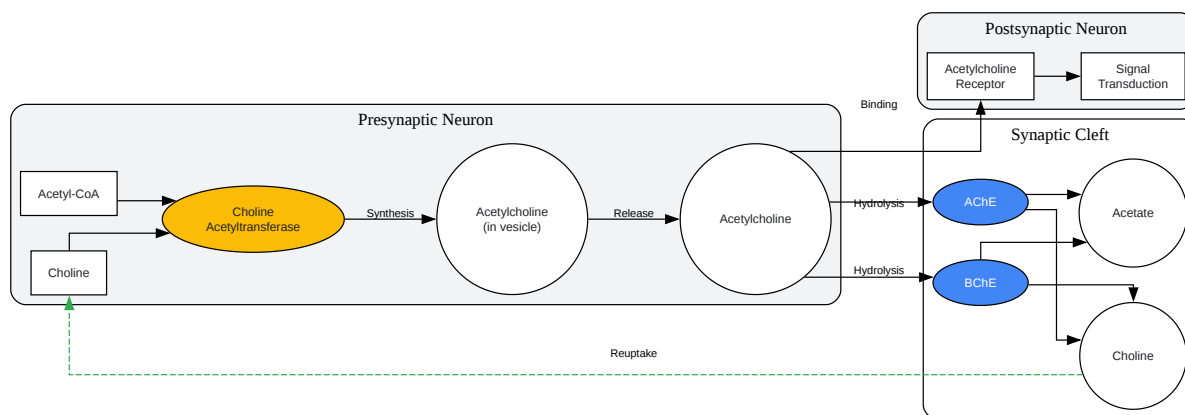 Postsynaptic Neuron
Acetylcholine
Receptor
Signal
Transduction
Binding
Presynaptic Neuron
Synaptic Cleft
Acetyl-CoA
Choline
Acetyltransferase
Synthesis
Acetylcholine
(in vesicle)
Release
Acetylcholine
Hydrolysis
AChE
Acetate
Choline
Hydrolysis
BChE
Reuptake
Choline